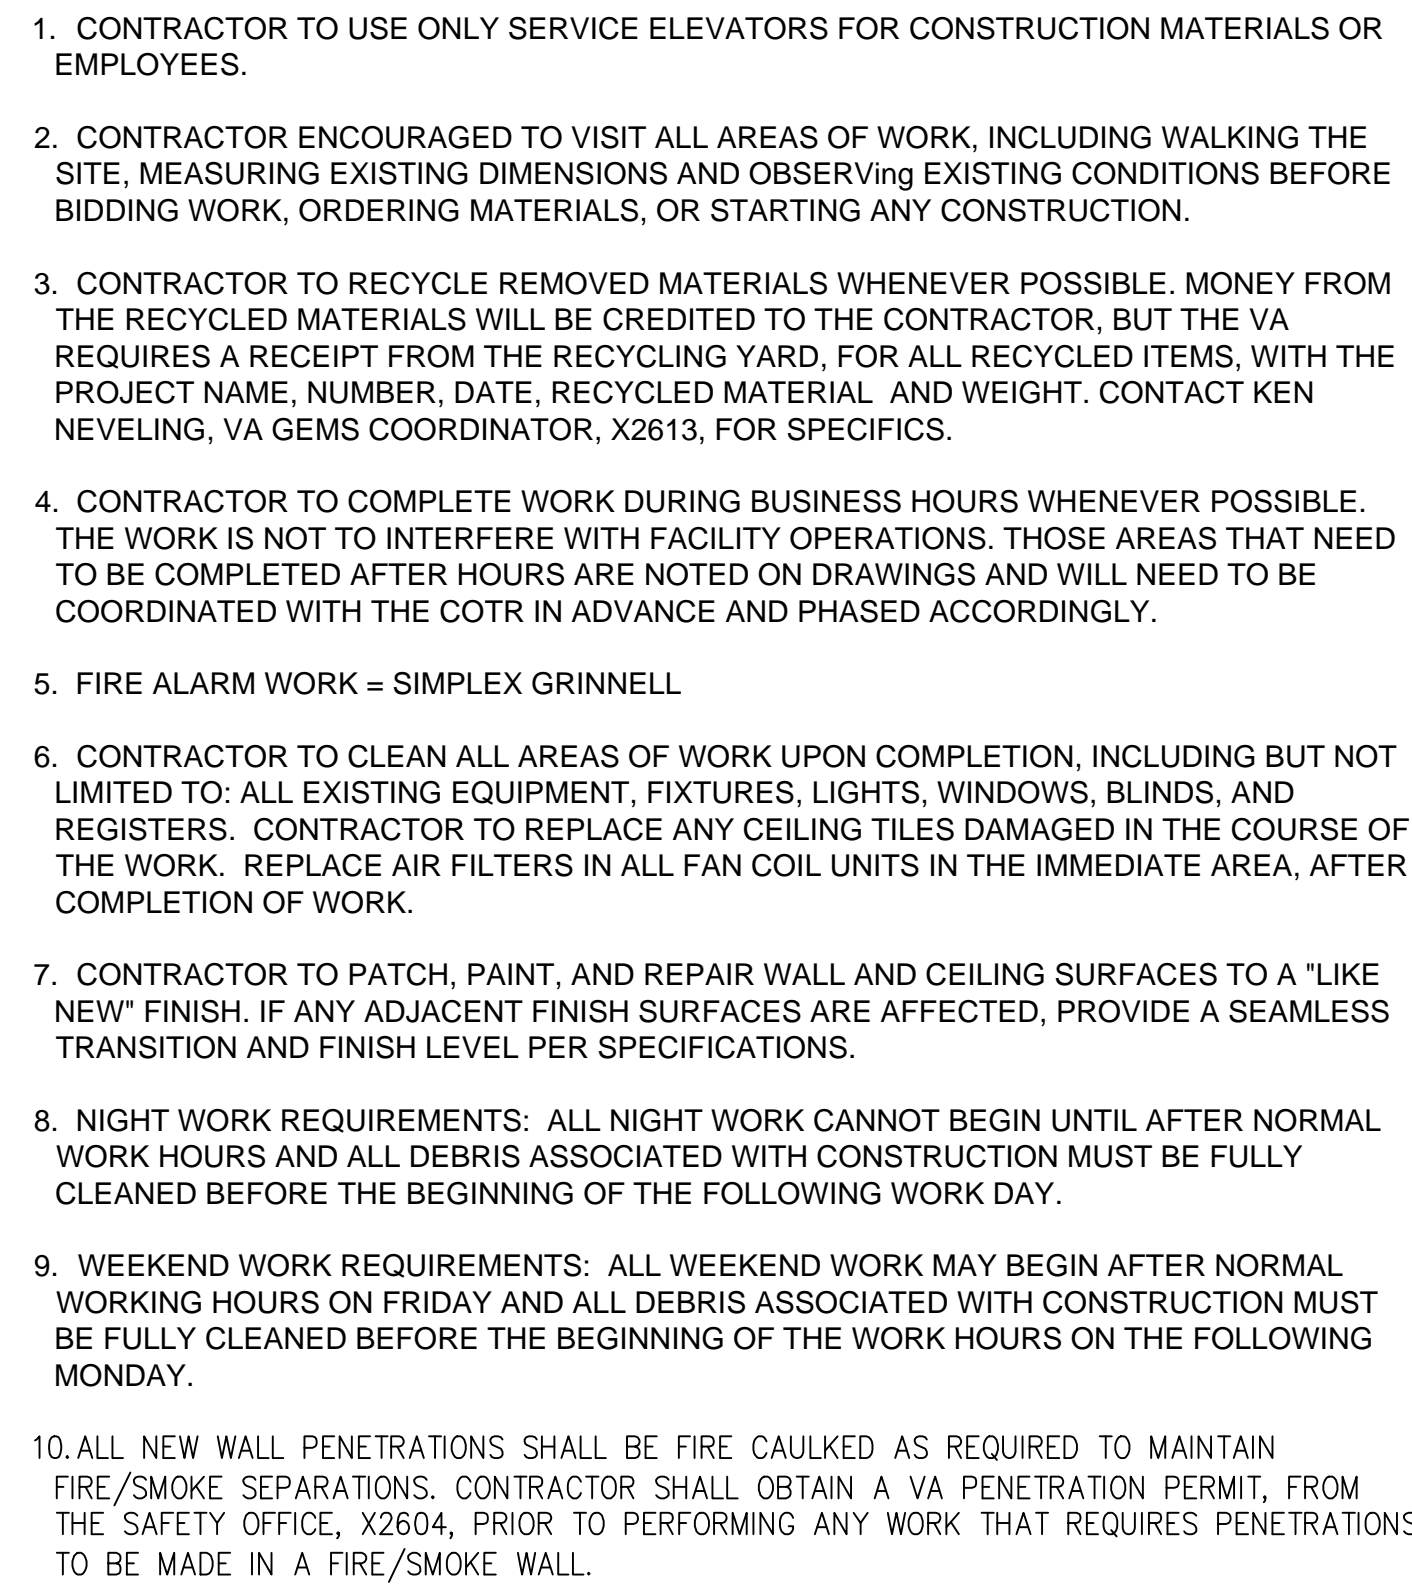 1. CONTRACTOR TO USE ONLY SERVICE ELEVATORS FOR CONSTRUCTION MATERIALS OR
EMPLOYEES.
2. CONTRACTOR ENCOURAGED TO VISIT ALL AREAS OF WORK, INCLUDING WALKING THE
SITE, MEASURING EXISTING DIMENSIONS AND OBSERVing EXISTING CONDITIONS BEFORE
BIDDING WORK, ORDERING MATERIALS, OR STARTING ANY CONSTRUCTION.
3. CONTRACTOR TO RECYCLE REMOVED MATERIALS WHENEVER POSSIBLE. MONEY FROM
THE RECYCLED MATERIALS WILL BE CREDITED TO THE CONTRACTOR, BUT THE VA
REQUIRES A RECEIPT FROM THE RECYCLING YARD, FOR ALL RECYCLED ITEMS, WITH THE
PROJECT NAME, NUMBER, DATE, RECYCLED MATERIAL AND WEIGHT. CONTACT KEN
NEVELING, VA GEMS COORDINATOR, X2613, FOR SPECIFICS.
4. CONTRACTOR TO COMPLETE WORK DURING BUSINESS HOURS WHENEVER POSSIBLE.
THE WORK IS NOT TO INTERFERE WITH FACILITY OPERATIONS. THOSE AREAS THAT NEED
TO BE COMPLETED AFTER HOURS ARE NOTED ON DRAWINGS AND WILL NEED TO BE
COORDINATED WITH THE COTR IN ADVANCE AND PHASED ACCORDINGLY.
5. FIRE ALARM WORK = SIMPLEX GRINNELL
6. CONTRACTOR TO CLEAN ALL AREAS OF WORK UPON COMPLETION, INCLUDING BUT NOT
LIMITED TO: ALL EXISTING EQUIPMENT, FIXTURES, LIGHTS, WINDOWS, BLINDS, AND
REGISTERS. CONTRACTOR TO REPLACE ANY CEILING TILES DAMAGED IN THE COURSE OF
THE WORK. REPLACE AIR FILTERS IN ALL FAN COIL UNITS IN THE IMMEDIATE AREA, AFTER
COMPLETION OF WORK.
7. CONTRACTOR TO PATCH, PAINT, AND REPAIR WALL AND CEILING SURFACES TO A "LIKE
NEW" FINISH. IF ANY ADJACENT FINISH SURFACES ARE AFFECTED, PROVIDE A SEAMLESS
TRANSITION AND FINISH LEVEL PER SPECIFICATIONS.
8. NIGHT WORK REQUIREMENTS: ALL NIGHT WORK CANNOT BEGIN UNTIL AFTER NORMAL
WORK HOURS AND ALL DEBRIS ASSOCIATED WITH CONSTRUCTION MUST BE FULLY
CLEANED BEFORE THE BEGINNING OF THE FOLLOWING WORK DAY.
9. WEEKEND WORK REQUIREMENTS: ALL WEEKEND WORK MAY BEGIN AFTER NORMAL
WORKING HOURS ON FRIDAY AND ALL DEBRIS ASSOCIATED WITH CONSTRUCTION MUST
BE FULLY CLEANED BEFORE THE BEGINNING OF THE WORK HOURS ON THE FOLLOWING
MONDAY.
10. ALL NEW WALL PENETRATIONS SHALL BE FIRE CAULKED AS REQUIRED TO MAINTAIN
FIRE/SMOKE SEPARATIONS. CONTRACTOR SHALL OBTAIN A VA PENETRATION PERMIT, FROM
THE SAFETY OFFICE, X2604, PRIOR TO PERFORMING ANY WORK THAT REQUIRES PENETRATIONS
TO BE MADE IN A FIRE/SMOKE WALL.